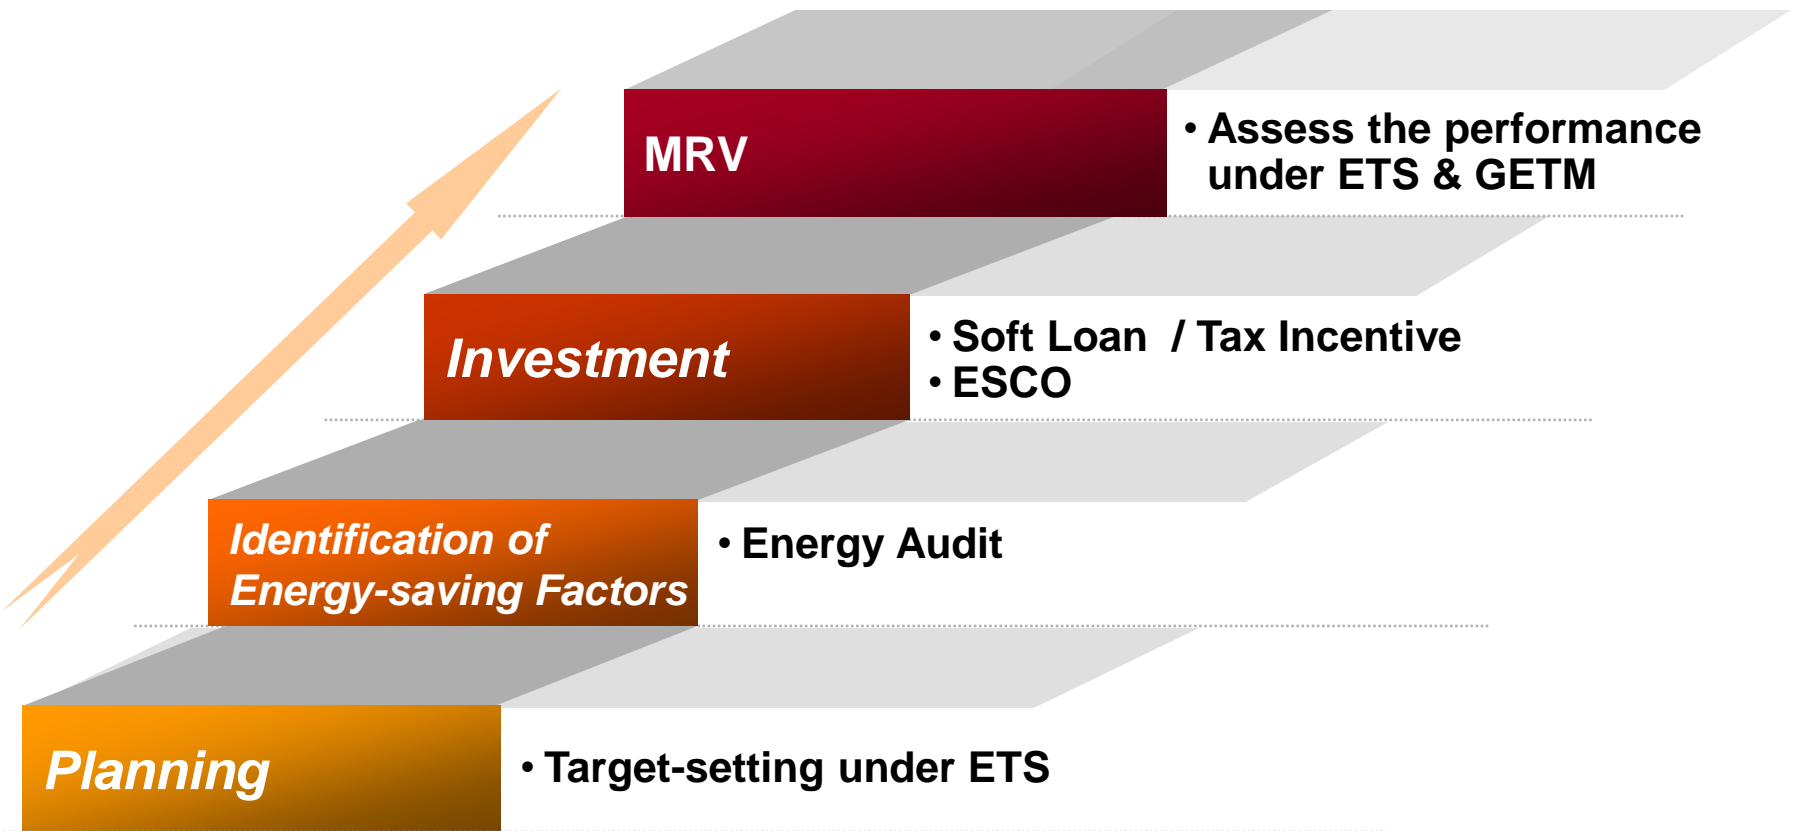 MRV
• Assess the performance
under ETS & GETM
Investment
• Soft Loan / Tax Incentive
• ESCO
Identification of
Energy-saving Factors
• Energy Audit
Planning
• Target-setting under ETS